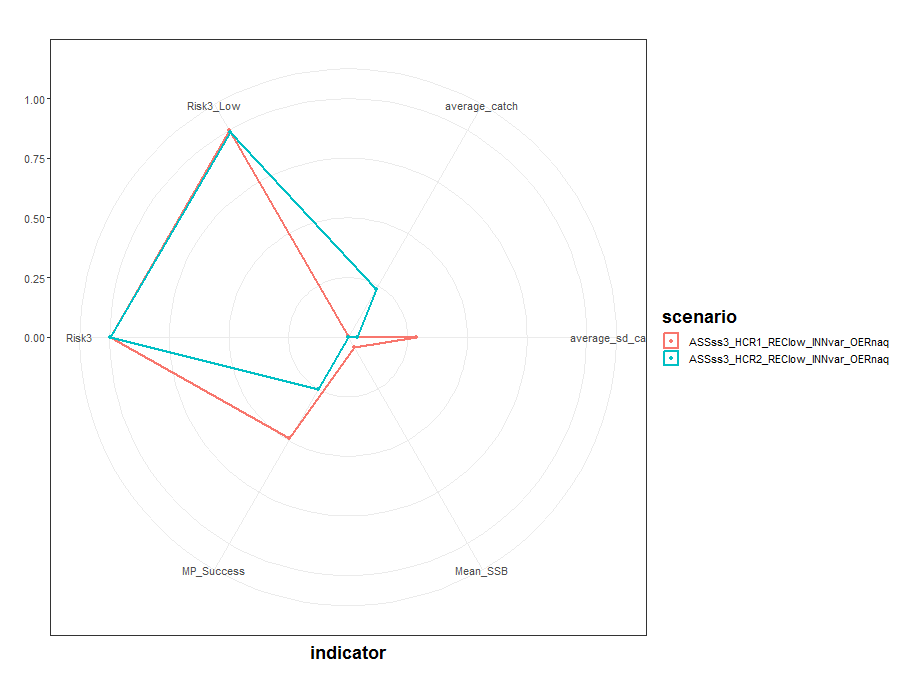 1.00
0.75
0.50
0.25
0.00
Risk3_Low
average_catch
Risk3
average_sd_ca
MP_Success
Mean_SSB
indicator
scenario
ASSss3_HCR1_REClow_INNvar_OERnaq
ASSss3_HCR2_REClow_INNvar_OERnaq